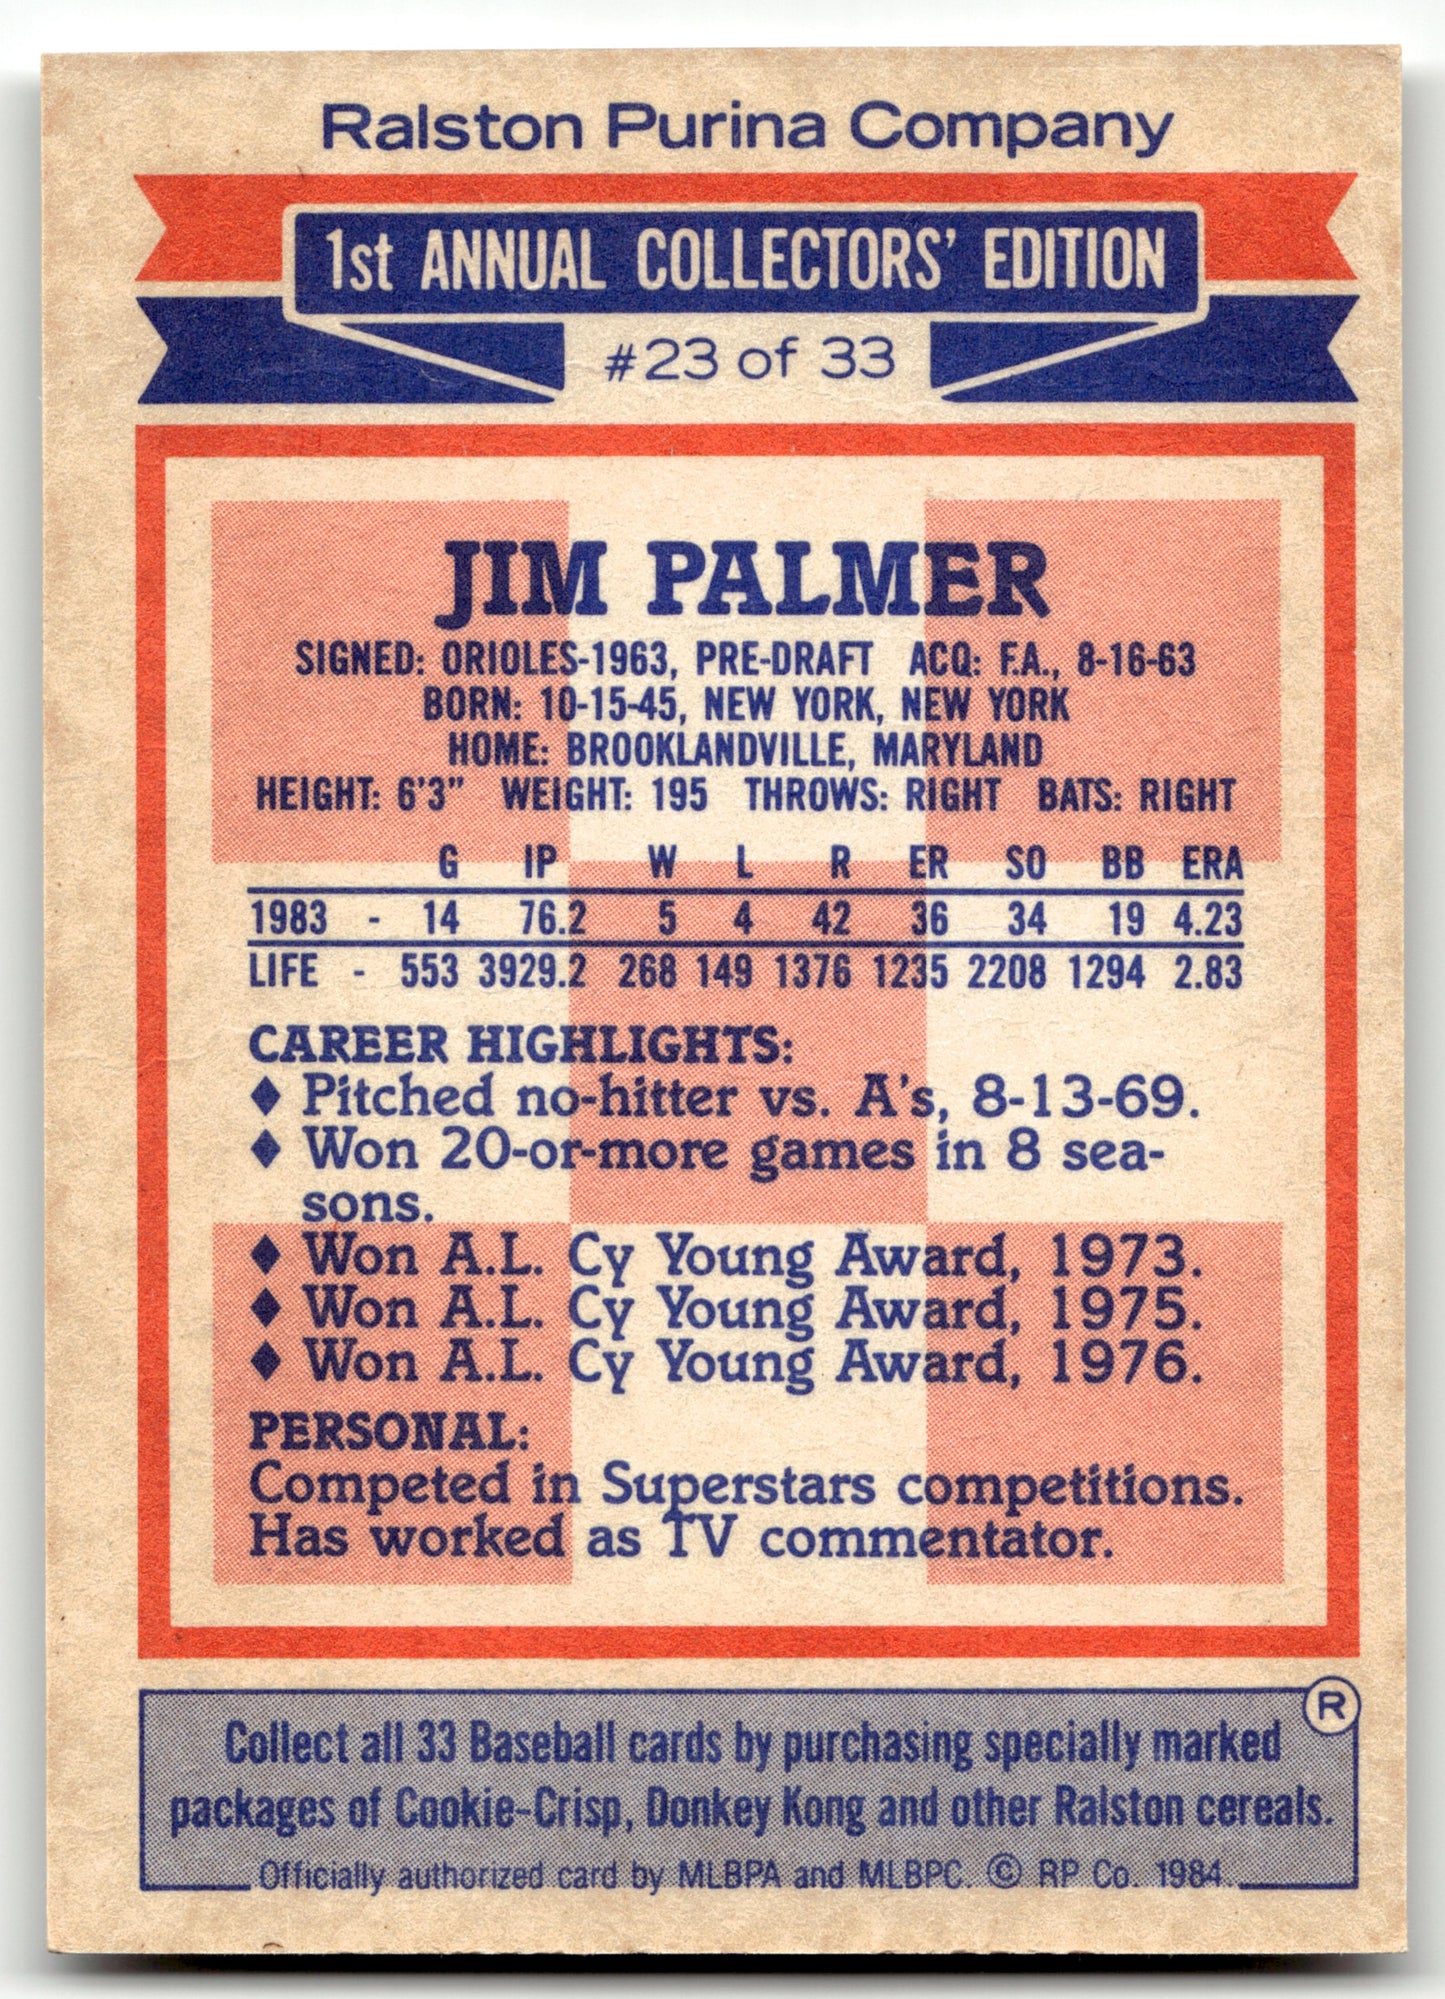 Ralston Purina Company
1st ANNUAL COLLECTORS' EDITION
#23 of 33
JIM PALMER
SIGNED: ORIOLES-1963, PRE-DRAFT ACQ: F.A., 8-16-63
BORN: 10-15-45, NEW YORK, NEW YORK
HOME: BROOKLANDVILLE, MARYLAND
HEIGHT: 6'3" WEIGHT: 195 THROWS: RIGHT BATS: RIGHT
G IP W L R ER SO BB ERA
1983 - 14 76.2 5 4 42 36 34 19 4.23
LIFE - 553 3929.2 268 149 1376 1235 2208 1294 2.83
CAREER HIGHLIGHTS:
♦ Pitched no-hitter vs. A's, 8-13-69.
♦ Won 20-or-more games in 8 sea-
sons.
♦ Won A.L. Cy Young Award, 1973.
♦ Won A.L. Cy Young Award, 1975.
♦ Won A.L. Cy Young Award, 1976.
PERSONAL:
Competed in Superstars competitions.
Has worked as TV commentator.
®
Collect all 33 Baseball cards by purchasing specially marked
packages of Cookie-Crisp, Donkey Kong and other Ralston cereals.
Officially authorized card by MLBPA and MLBPC. © RP Co. 1984.